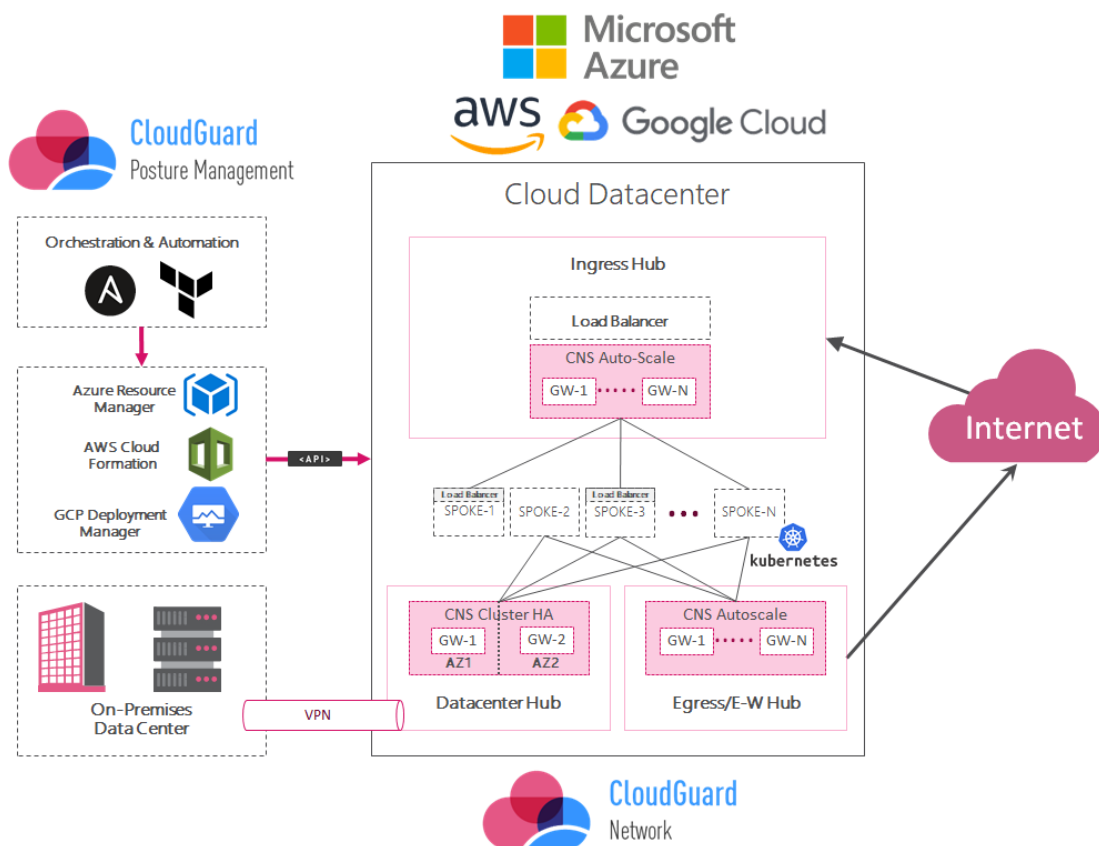 Microsoft
Azure
aws
Google Cloud
CloudGuard
Posture Management
Orchestration & Automation
Azure Resource
Manager
AWS Cloud
Formation
GCP Deployment
Manager
<API>
On-Premises
Data Center
VPN
Cloud Datacenter
Ingress Hub
Load Balancer
CNS Auto-Scale
GW-1 ..... GW-N
Load Balancer
SPOKE-1
SPOKE-2
Load Balancer
SPOKE-3
...
SPOKE-N
kubernetes
CNS Cluster HA
GW-1
AZ1
GW-2
AZ2
Datacenter Hub
CNS Autoscale
GW-1 ..... GW-N
Egress/E-W Hub
Internet
CloudGuard
Network